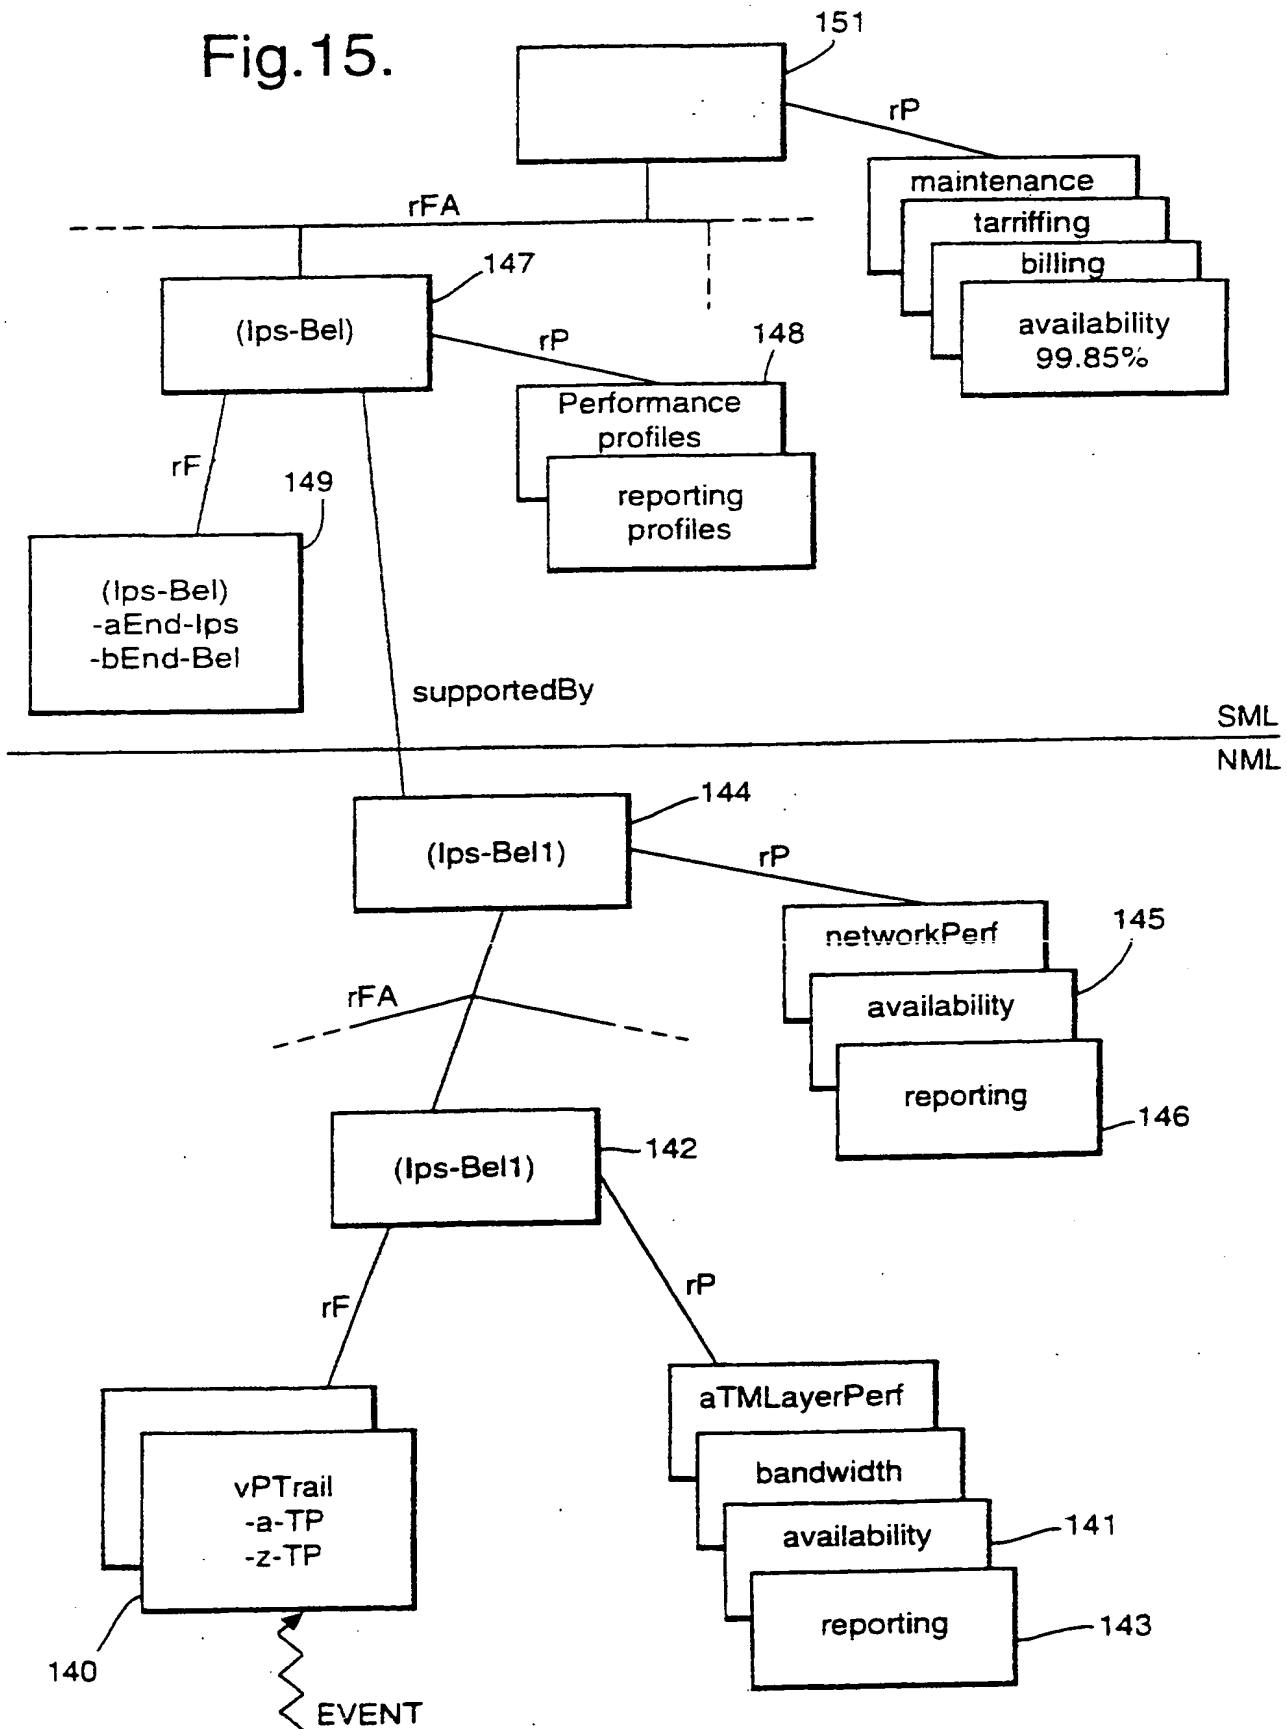 Fig.15.
151
rP
maintenance
tarriffing
billing
availability
99.85%
rFA
147
(Ips-Bel)
rP
148
Performance
profiles
reporting
profiles
rF
149
(Ips-Bel)
-aEnd-Ips
-bEnd-Bel
supportedBy
SML
NML
144
(Ips-Bel1)
rP
networkPerf
145
availability
reporting
146
rFA
(Ips-Bel1)
142
rF
rP
aTMLayerPerf
bandwidth
availability
141
reporting
143
vPTrail
-a-TP
-z-TP
140
EVENT